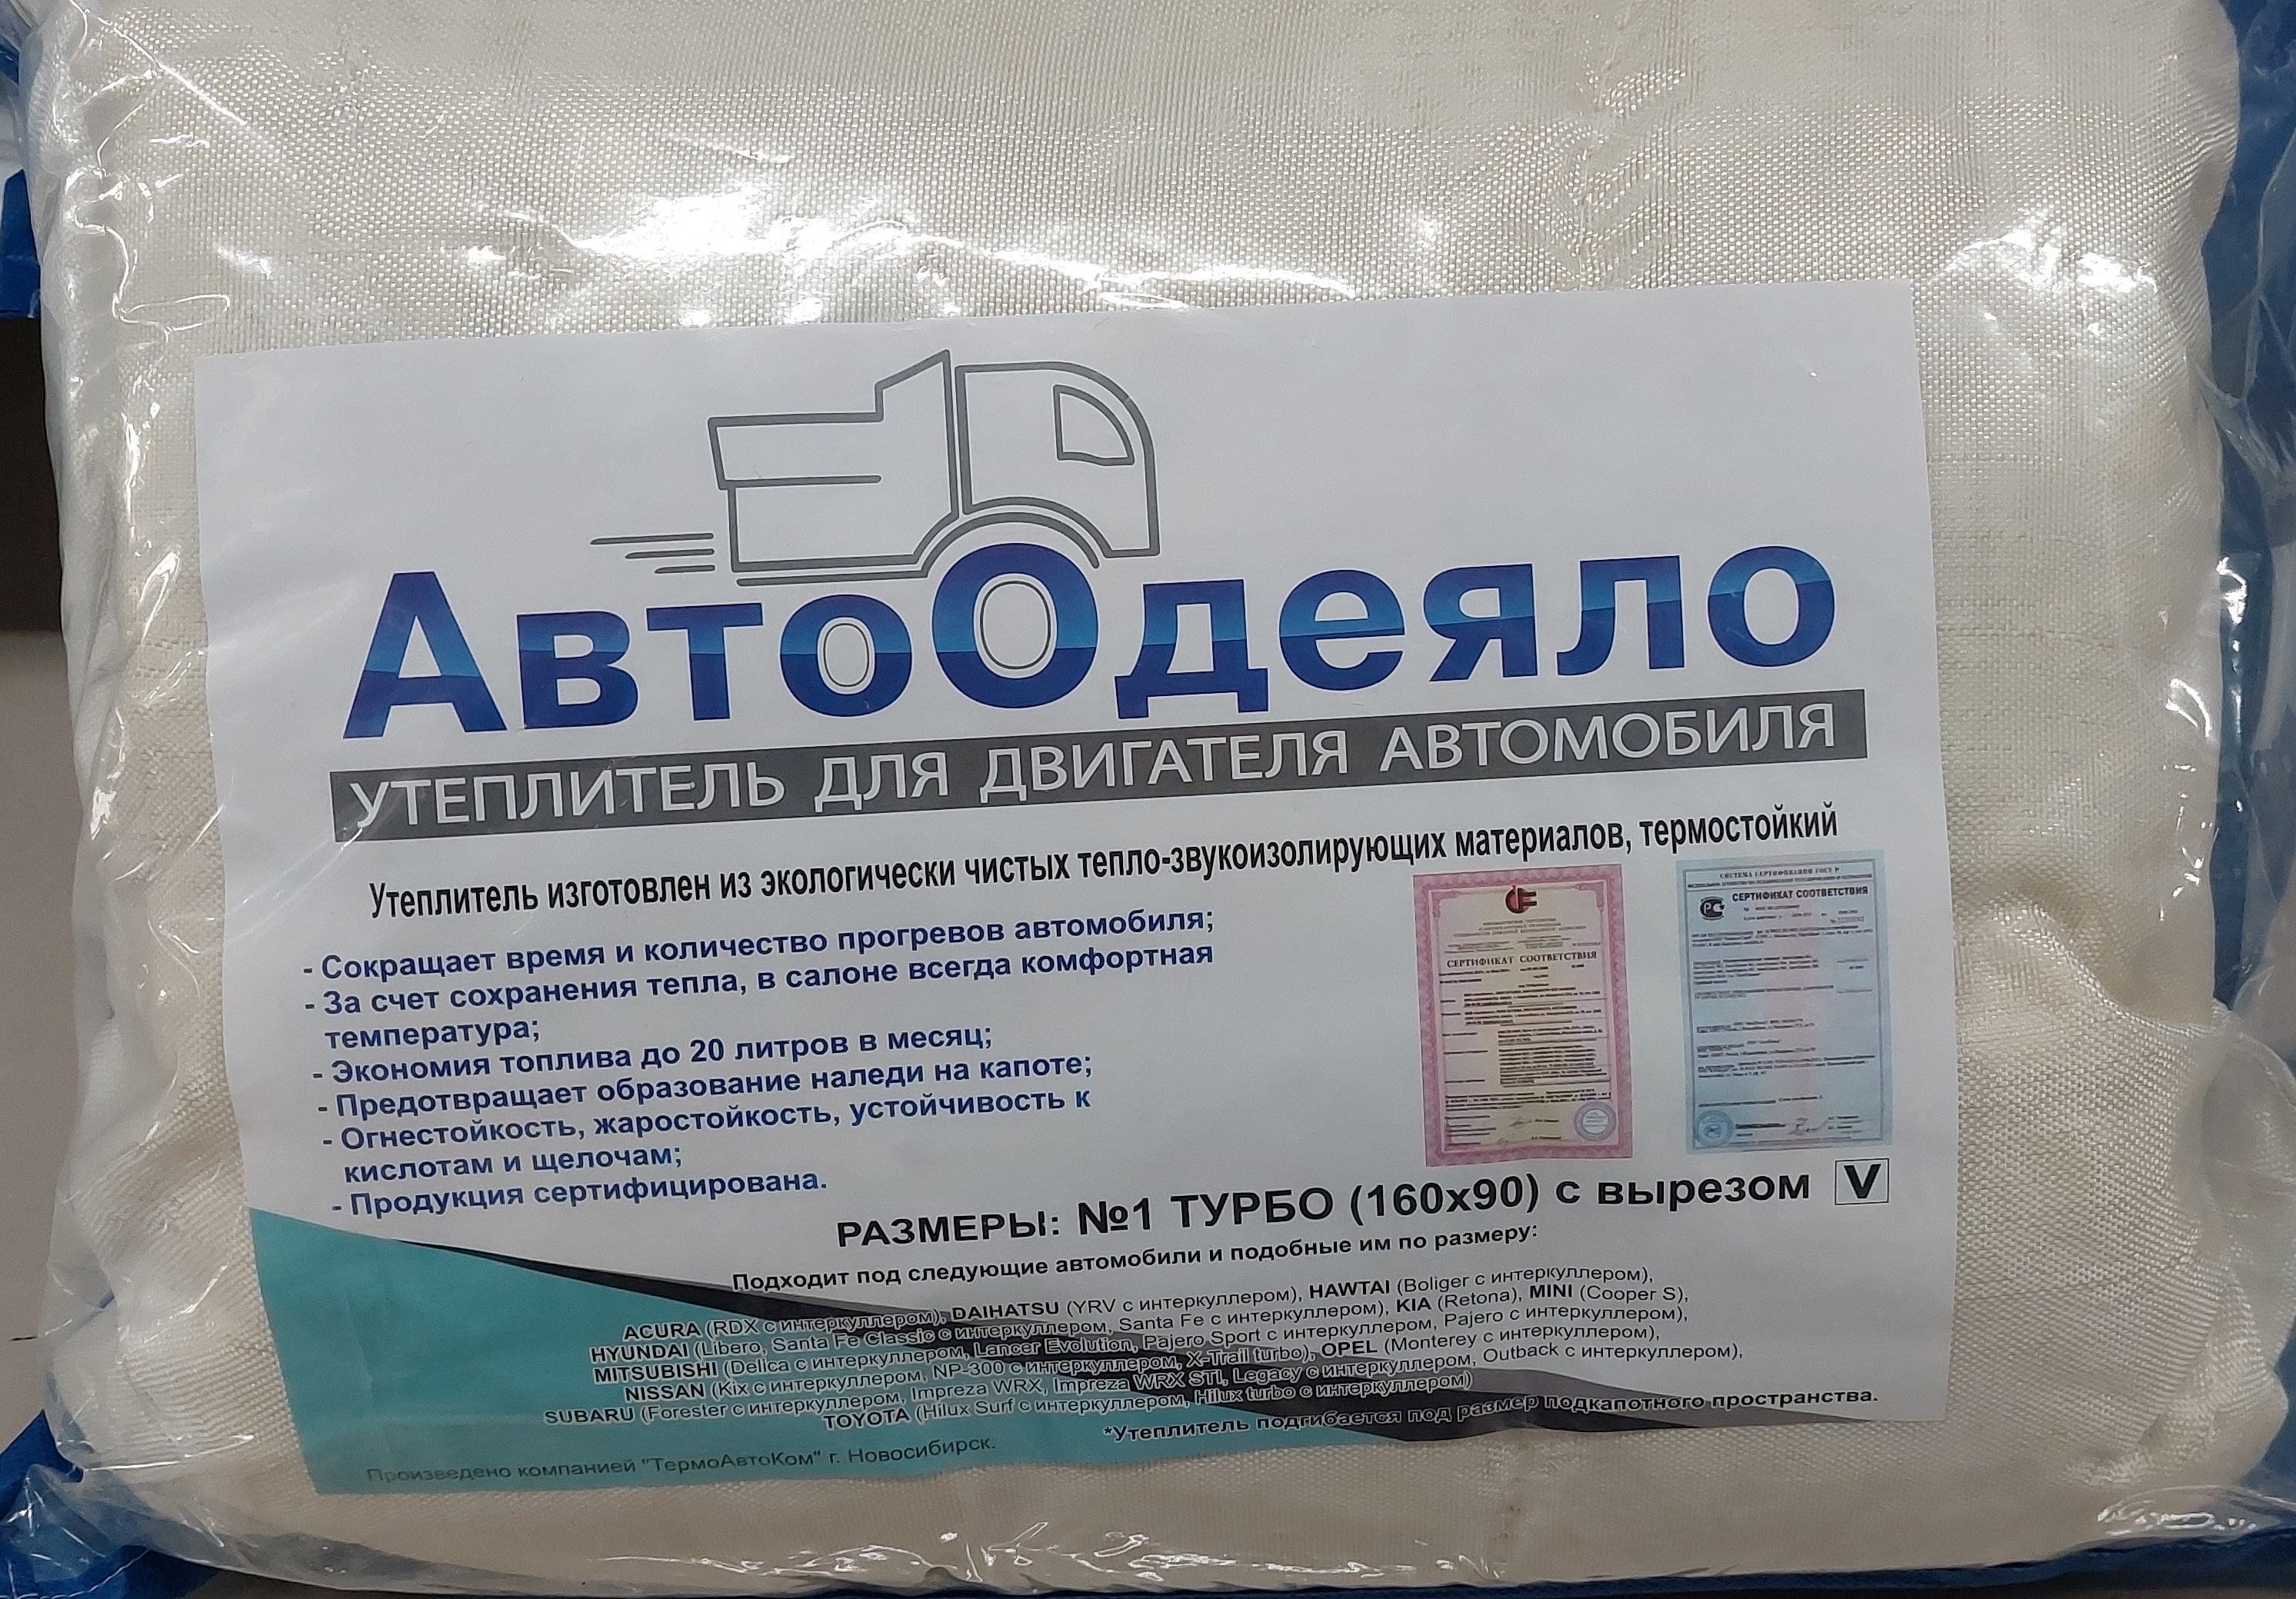 АвтоОдеяло
УТЕПЛИТЕЛЬ ДЛЯ ДВИГАТЕЛЯ АВТОМОБИЛЯ
Утеплитель изготовлен из экологически чистых тепло-звукоизолирующих материалов, термостойкий
- Сокращает время и количество прогревов автомобиля;
- За счет сохранения тепла, в салоне всегда комфортная
температура;
- Экономия топлива до 20 литров в месяц;
- Предотвращает образование наледи на капоте;
- Огнестойкость, жаростойкость, устойчивость к
кислотам и щелочам;
- Продукция сертифицирована.
СЕРТИФИКАТ СООТВЕТСТВИЯ
СИСТЕМА СЕРТИФИКАЦИИ ГОСТ Р
СЕРТИФИКАТ СООТВЕТСТВИЯ
РАЗМЕРЫ: №1 ТУРБО (160х90) с вырезом V
Подходит под следующие автомобили и подобные им по размеру:
ACURA (RDX с интеркуллером), DAIHATSU (YRV с интеркуллером), HAWTAI (Boliger с интеркуллером),
HYUNDAI (Libero, Santa Fe Classic с интеркуллером, Santa Fe с интеркуллером), KIA (Retona), MINI (Cooper S),
MITSUBISHI (Delica с интеркуллером, Lancer Evolution, Pajero Sport с интеркуллером, Pajero с интеркуллером),
NISSAN (Kix с интеркуллером, NP-300 с интеркуллером, X-Trail turbo), OPEL (Monterey с интеркуллером),
SUBARU (Forester с интеркуллером, Impreza WRX, Impreza WRX STI, Legacy с интеркуллером, Outback с интеркуллером),
TOYOTA (Hilux Surf с интеркуллером, Hilux turbo с интеркуллером)
*Утеплитель подгибается под размер подкапотного пространства.
Произведено компанией "ТермоАвтоКом" г. Новосибирск.